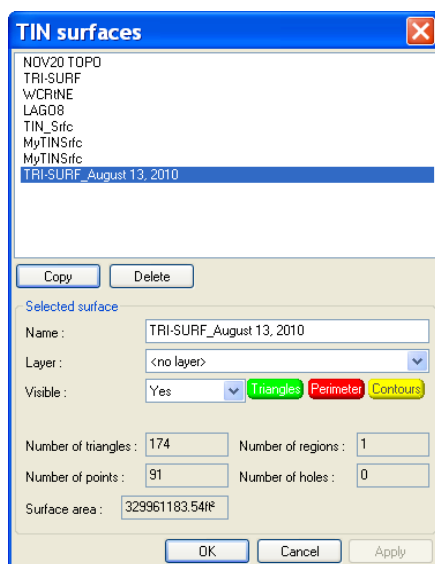 TIN surfaces
NOV20 TOPO
TRI-SURF
WCRtNE
LAGO8
TIN_Srfc
MyTINSrfc
MyTINSrfc
TRI-SURF_August 13, 2010
Copy Delete
Selected surface
Name : TRI-SURF_August 13, 2010
Layer : <no layer>
Visible : Yes Triangles Perimeter Contours
Number of triangles : 174 Number of regions : 1
Number of points : 91 Number of holes : 0
Surface area : 329961183.54ft²
OK Cancel Apply